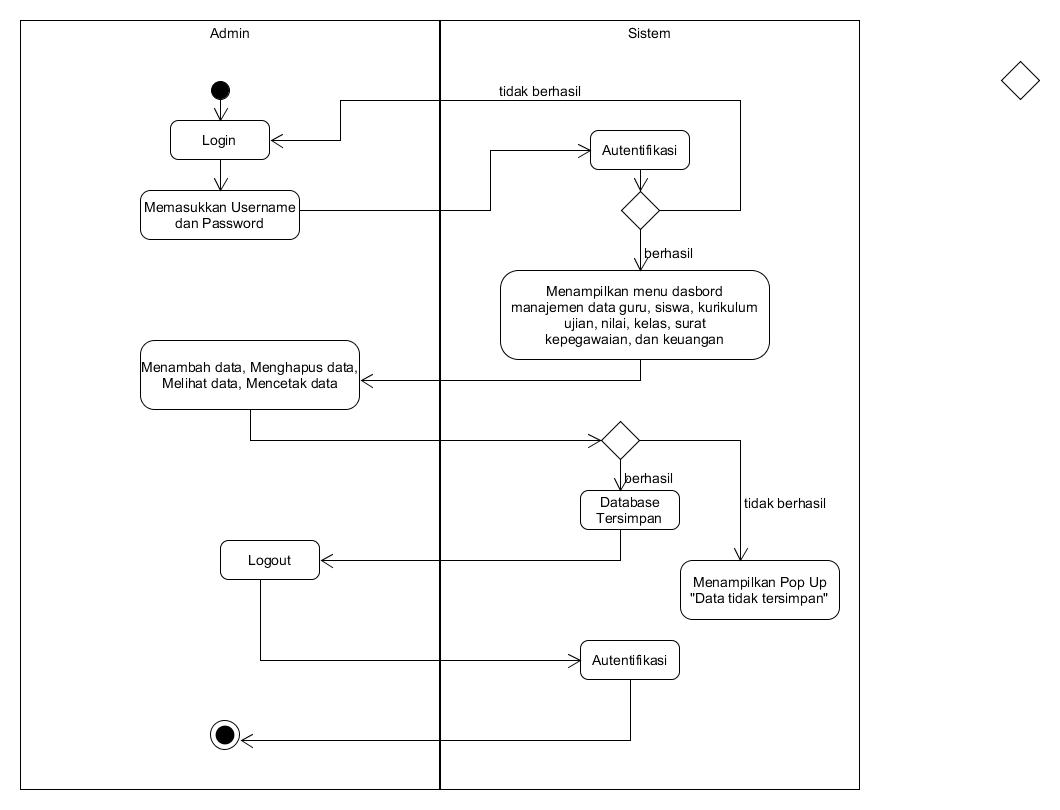 Admin
Sistem
tidak berhasil
Login
Autentifikasi
Memasukkan Username
dan Password
berhasil
Menampilkan menu dasbord
manajemen data guru, siswa, kurikulum
ujian, nilai, kelas, surat
kepegawaian, dan keuangan
Menambah data, Menghapus data,
Melihat data, Mencetak data
berhasil
Database
Tersimpan
tidak berhasil
Logout
Menampilkan Pop Up
"Data tidak tersimpan"
Autentifikasi